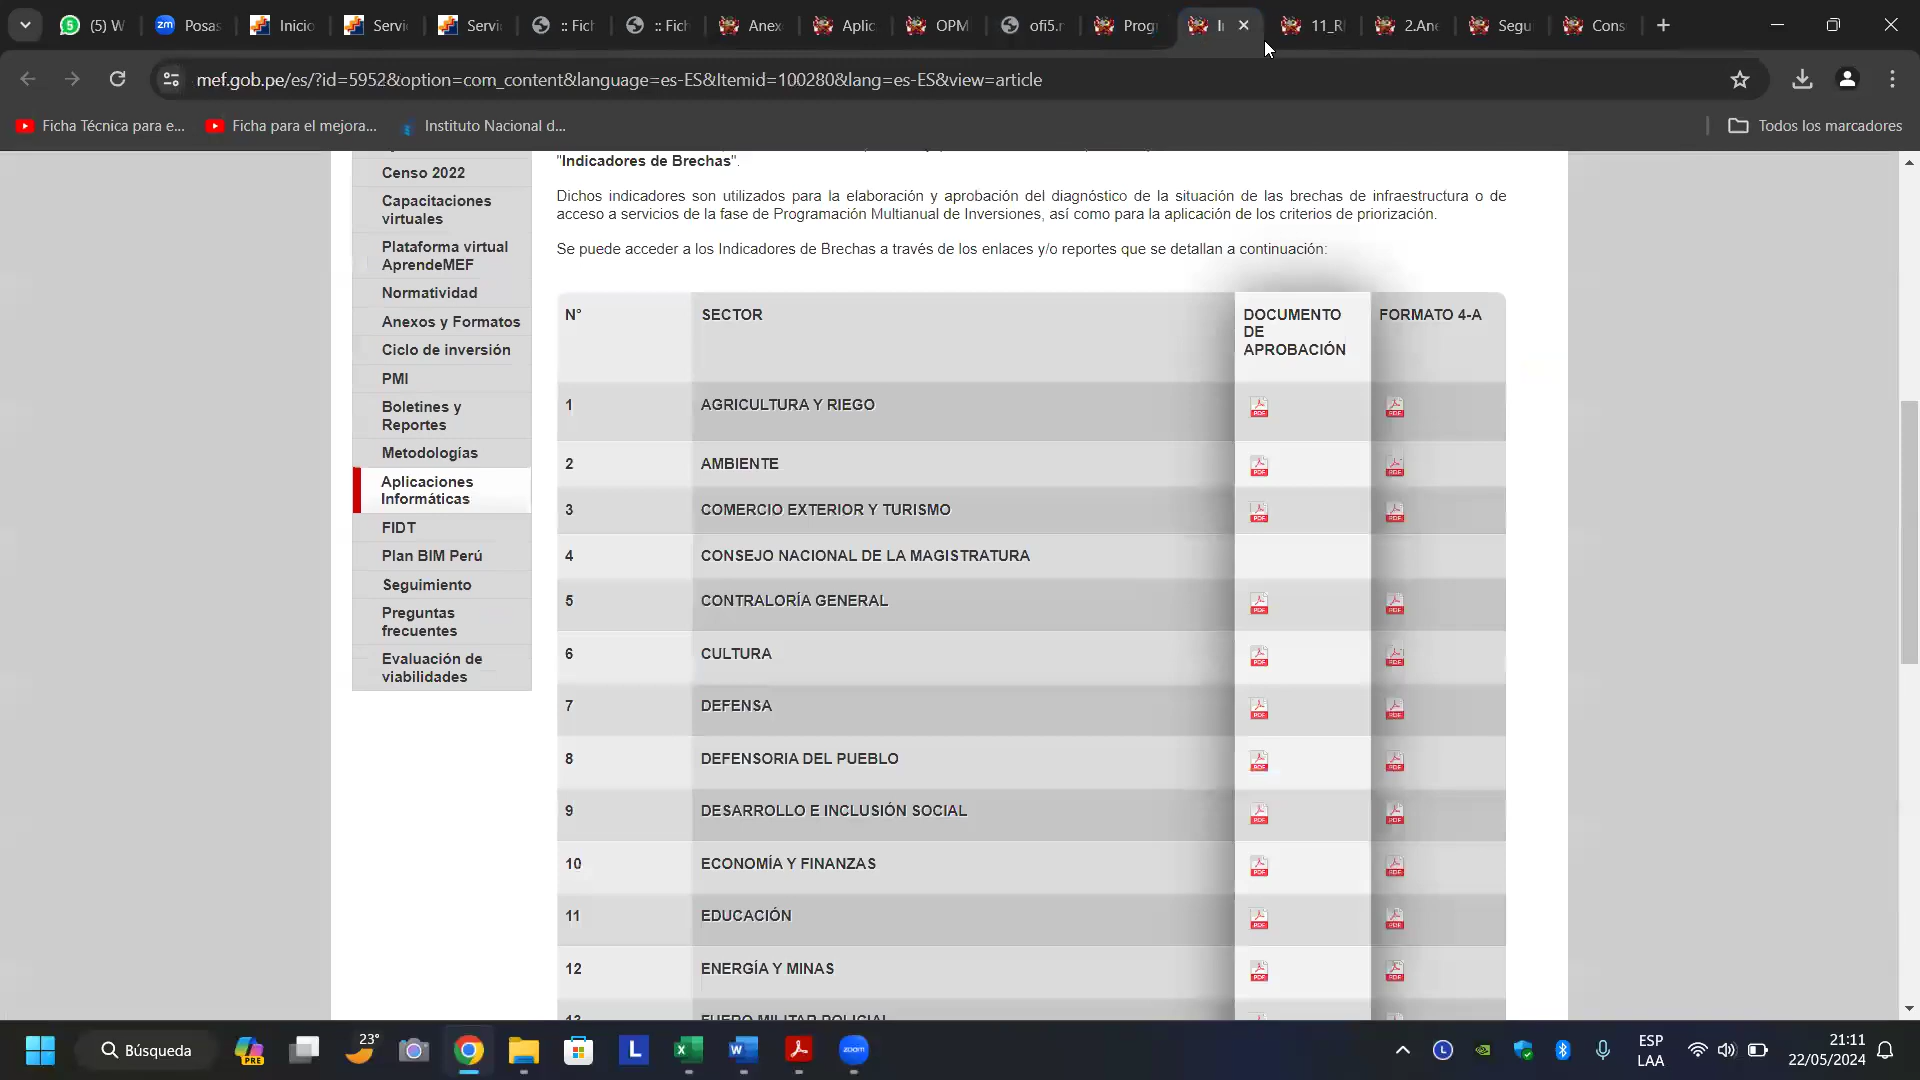 (5) W
Posas
Inicio
Servic
Servi
:: Fich
:: Fich
Anex
Aplic
OPM
ofi5.r
Prog
I
11_R
2.Ane
Segu
Cons
mef.gob.pe/es/?id=5952&option=com_content&language=es-ES&Itemid=100280&lang=es-ES&view=article
Ficha Técnica para e...
Ficha para el mejora...
Instituto Nacional d...
Todos los marcadores
Censo 2022
Capacitaciones
virtuales
Plataforma virtual
AprendeMEF
Normatividad
Anexos y Formatos
Ciclo de inversión
PMI
Boletines y
Reportes
Metodologías
Aplicaciones
Informáticas
FIDT
Plan BIM Perú
Seguimiento
Preguntas
frecuentes
Evaluación de
viabilidades
"Indicadores de Brechas".
Dichos indicadores son utilizados para la elaboración y aprobación del diagnóstico de la situación de las brechas de infraestructura o de
acceso a servicios de la fase de Programación Multianual de Inversiones, así como para la aplicación de los criterios de priorización.
Se puede acceder a los Indicadores de Brechas a través de los enlaces y/o reportes que se detallan a continuación:
N° SECTOR DOCUMENTO DE APROBACIÓN FORMATO 4-A
1 AGRICULTURA Y RIEGO
2 AMBIENTE
3 COMERCIO EXTERIOR Y TURISMO
4 CONSEJO NACIONAL DE LA MAGISTRATURA
5 CONTRALORÍA GENERAL
6 CULTURA
7 DEFENSA
8 DEFENSORIA DEL PUEBLO
9 DESARROLLO E INCLUSIÓN SOCIAL
10 ECONOMÍA Y FINANZAS
11 EDUCACIÓN
12 ENERGÍA Y MINAS
13 FUERO MILITAR POLICIAL
Búsqueda
23°
ESP
LAA
21:11
22/05/2024